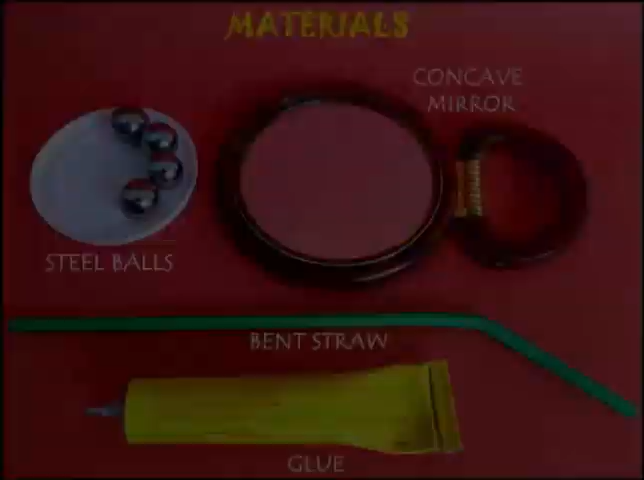 MATERIALS
CONCAVE
MIRROR
STEEL BALLS
BENT STRAW
GLUE